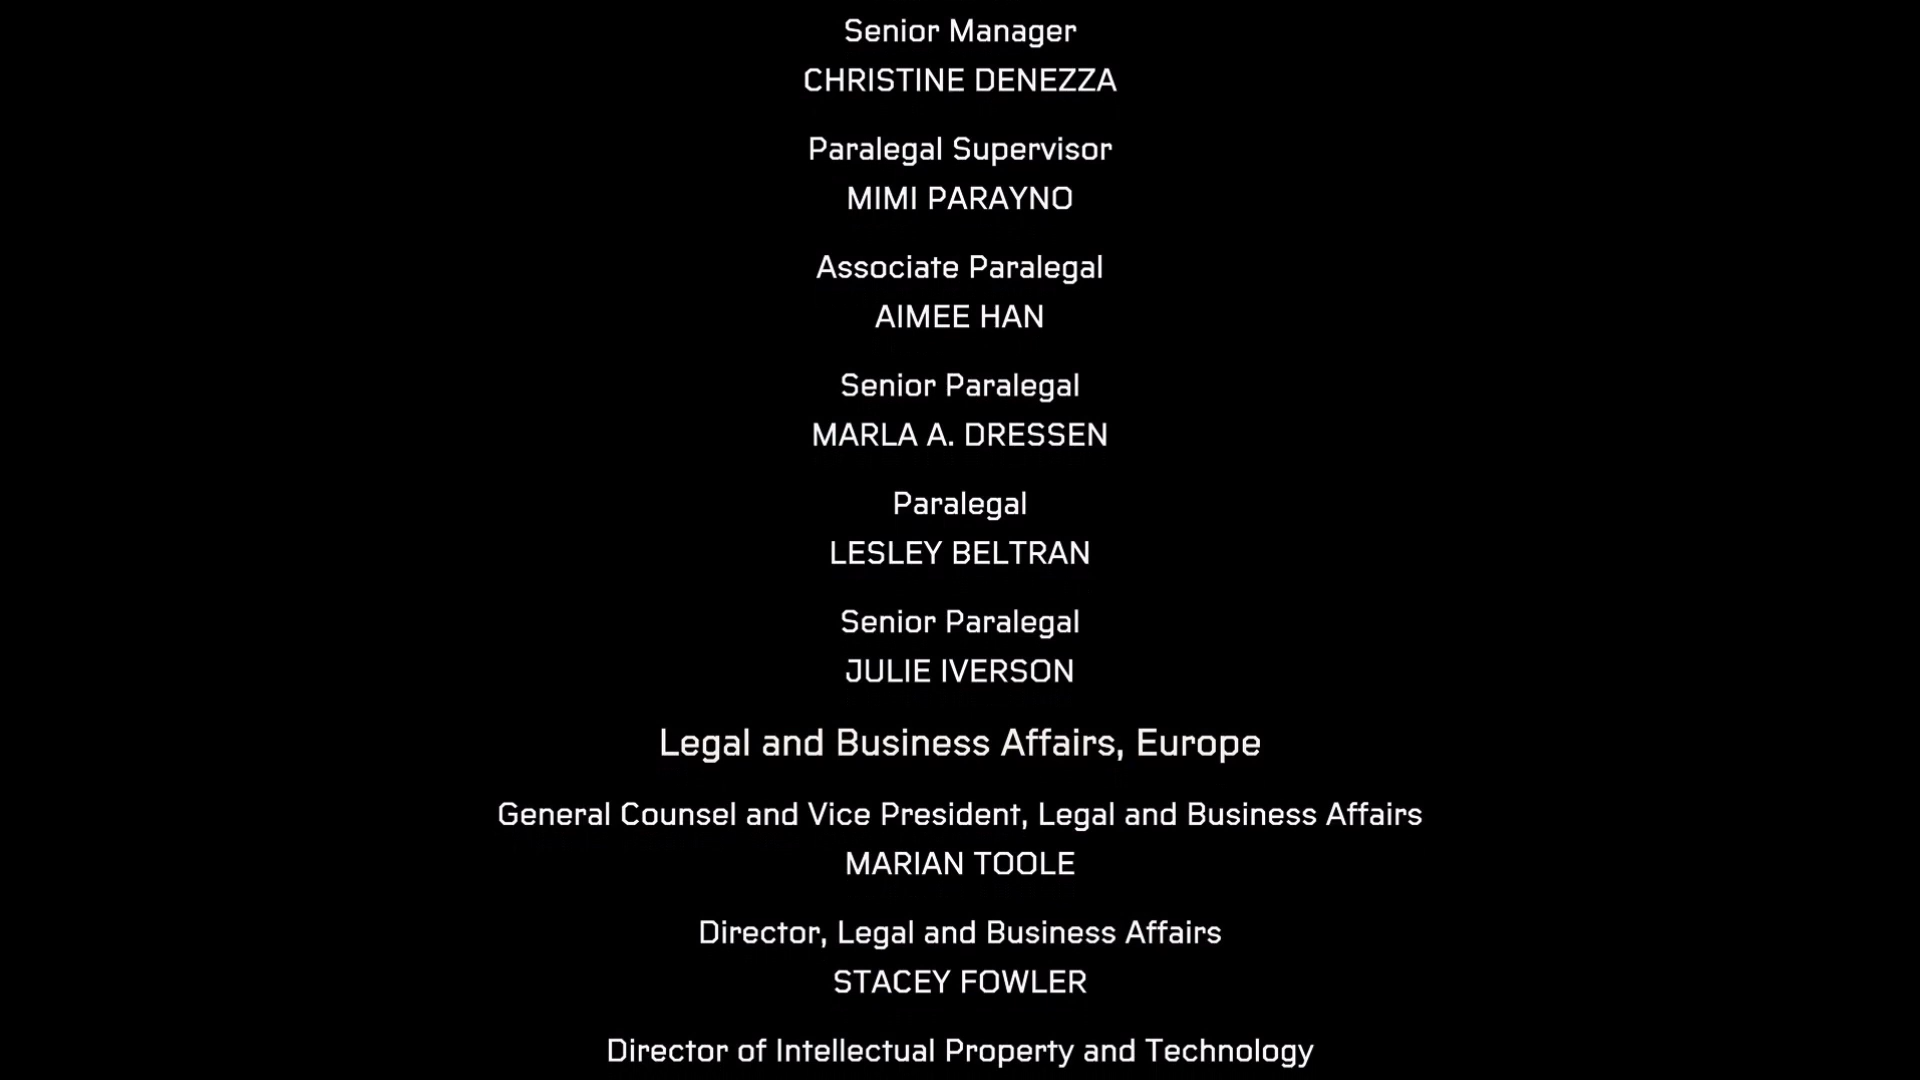 Senior Manager
CHRISTINE DENEZZA
Paralegal Supervisor
MIMI PARAYNO
Associate Paralegal
AIMEE HAN
Senior Paralegal
MARLA A. DRESSEN
Paralegal
LESLEY BELTRAN
Senior Paralegal
JULIE IVERSON
Legal and Business Affairs, Europe
General Counsel and Vice President, Legal and Business Affairs
MARIAN TOOLE
Director, Legal and Business Affairs
STACEY FOWLER
Director of Intellectual Property and Technology